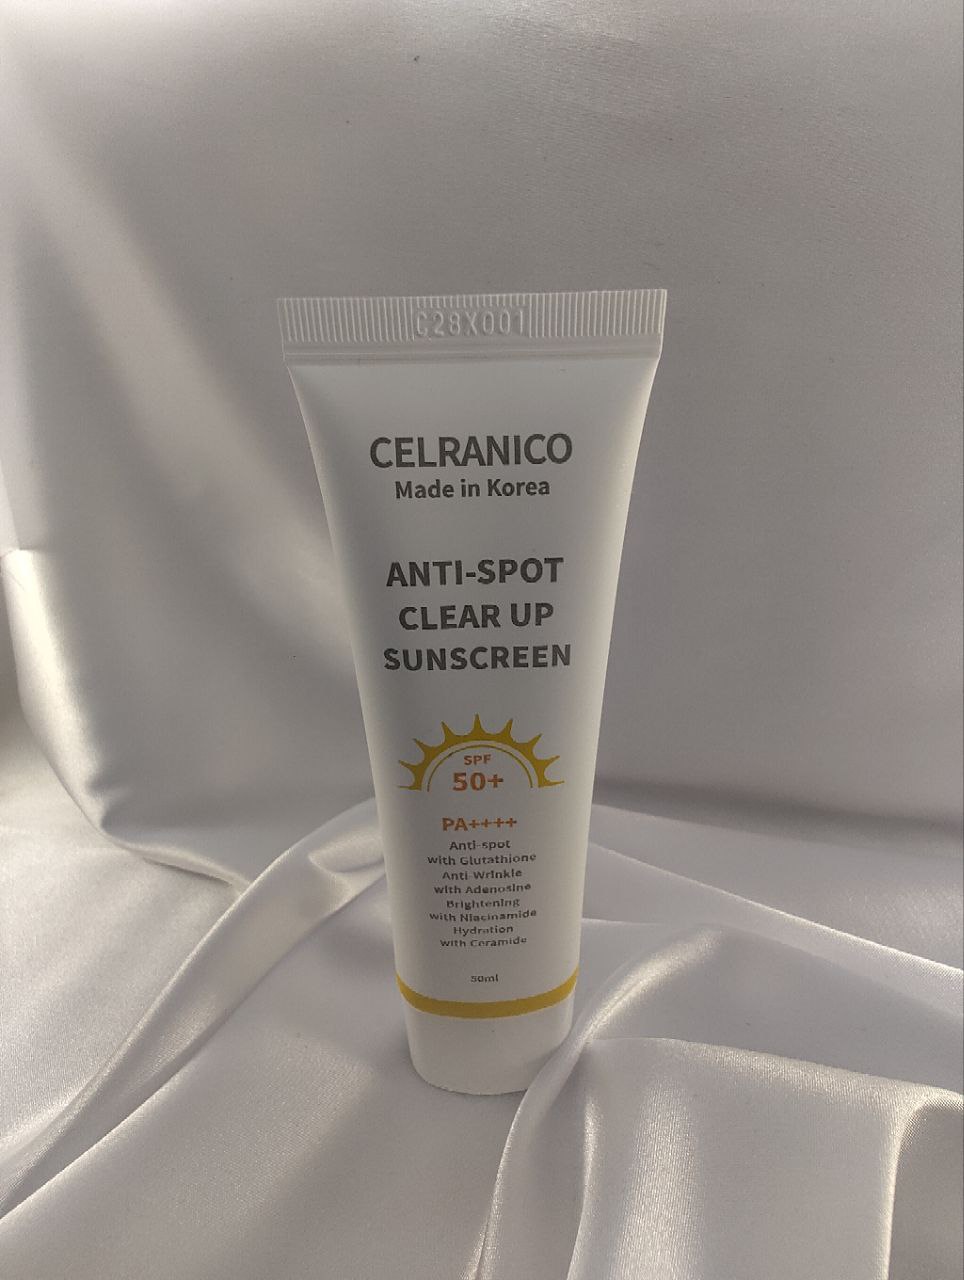 C28X001
CELRANICO
Made in Korea
ANTI-SPOT
CLEAR UP
SUNSCREEN
SPF
50+
PA++++
Anti-spot
with Glutathione
Anti-Wrinkle
with Adenosine
Brightening
with Niacinamide
Hydration
with Ceramide
50ml